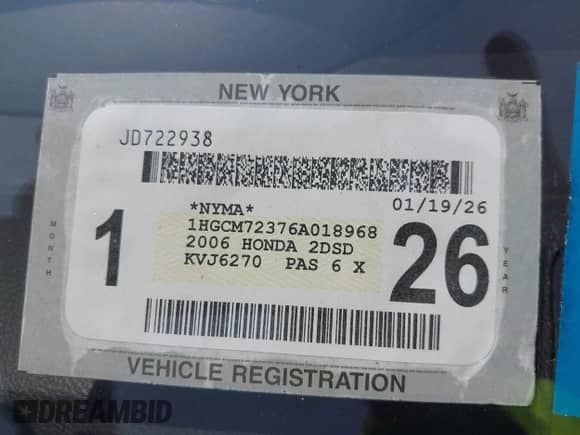 NEW YORK
JD722938
*NYMA*
01/19/26
1HGCM72376A018968
2006 HONDA 2DSD
KVJ6270 PAS 6 X
MONTH
1
26
YEAR
VEHICLE REGISTRATION
DREAMBID